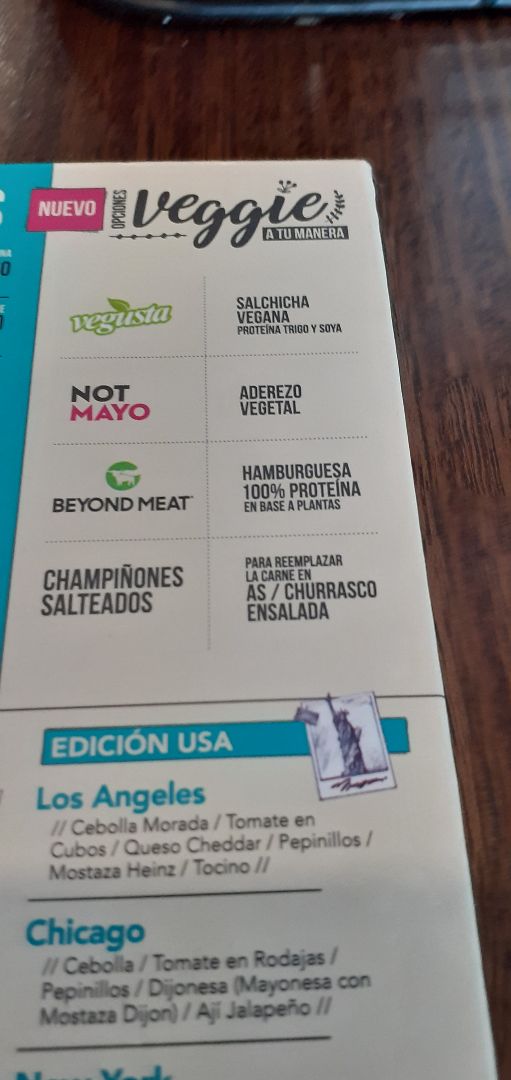 NUEVO
OPCIONES
Veggie
A TU MANERA
vegusta
SALCHICHA
VEGANA
PROTEÍNA TRIGO Y SOYA
NOT
MAYO
ADEREZO
VEGETAL
BEYOND MEAT
HAMBURGUESA
100% PROTEÍNA
EN BASE A PLANTAS
CHAMPIÑONES
SALTEADOS
PARA REEMPLAZAR
LA CARNE EN
AS / CHURRASCO
ENSALADA
EDICIÓN USA
Los Angeles
// Cebolla Morada / Tomate en
Cubos / Queso Cheddar / Pepinillos /
Mostaza Heinz / Tocino //
Chicago
// Cebolla / Tomate en Rodajas /
Pepinillos / Dijonesa (Mayonesa con
Mostaza Dijon) / Ají Jalapeño //
New York